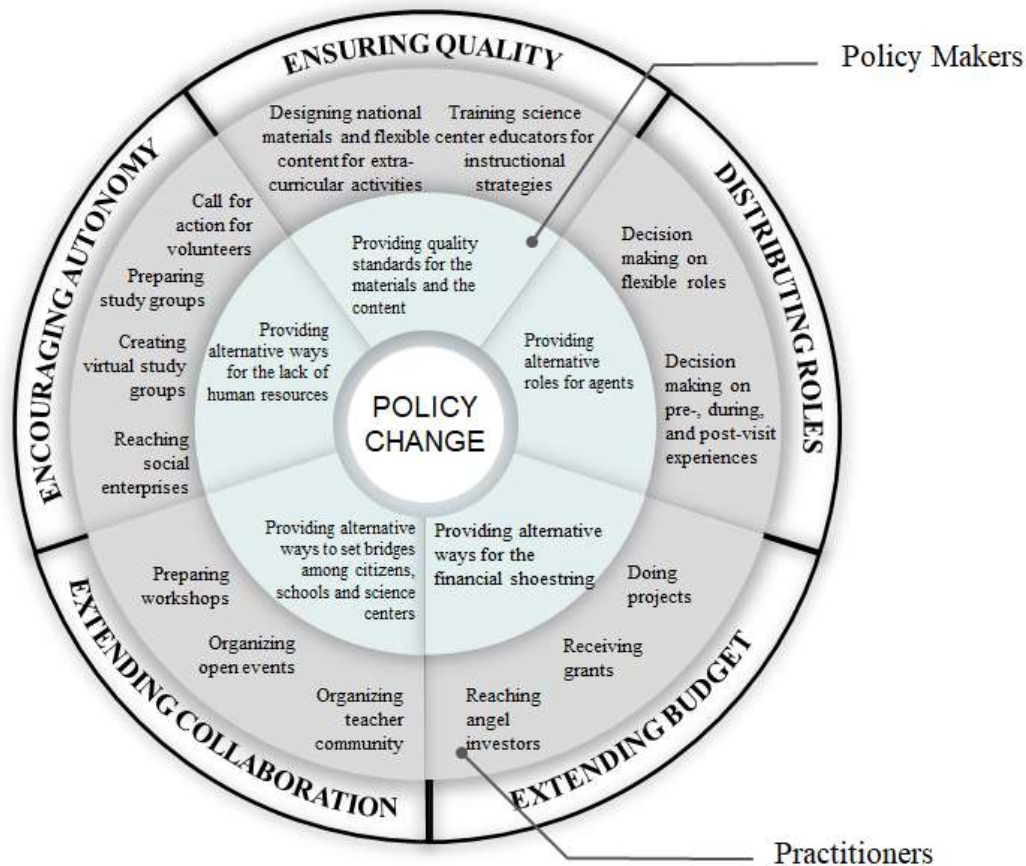 ENSURING QUALITY
Policy Makers
Designing national
materials and flexible
content for extra-
curricular activities
Training science
center educators for
instructional
strategies
Providing quality
standards for the
materials and the
content
DISTRIBUTING ROLES
Decision
making on
flexible roles
Decision
making on
pre-, during,
and post-visit
experiences
Providing
alternative
roles for agents
ENCOURAGING AUTONOMY
Call for
action for
volunteers
Preparing
study groups
Creating
virtual study
groups
Reaching
social
enterprises
Providing
alternative ways
for the lack of
human resources
POLICY
CHANGE
Providing alternative
ways to set bridges
among citizens,
schools and science
centers
Preparing
workshops
Organizing
open events
Organizing
teacher
community
EXTENDING COLLABORATION
Providing alternative
ways for the
financial shoestring
Doing
projects
Receiving
grants
Reaching
angel
investors
EXTENDING BUDGET
Practitioners